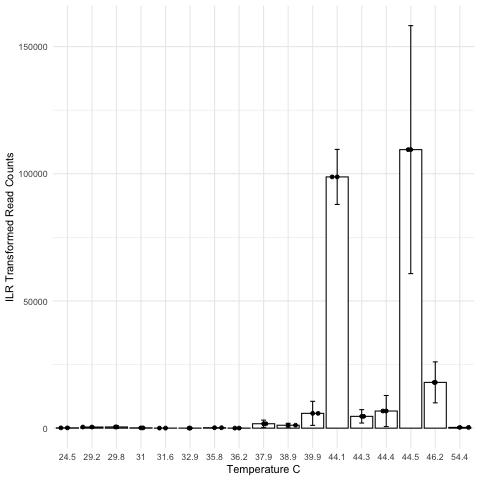 ILR Transformed Read Counts
150000
100000
50000
0
24.5 29.2 29.8 31 31.6 32.9 35.8 36.2 37.9 38.9 39.9 44.1 44.3 44.4 44.5 46.2 54.4
Temperature C